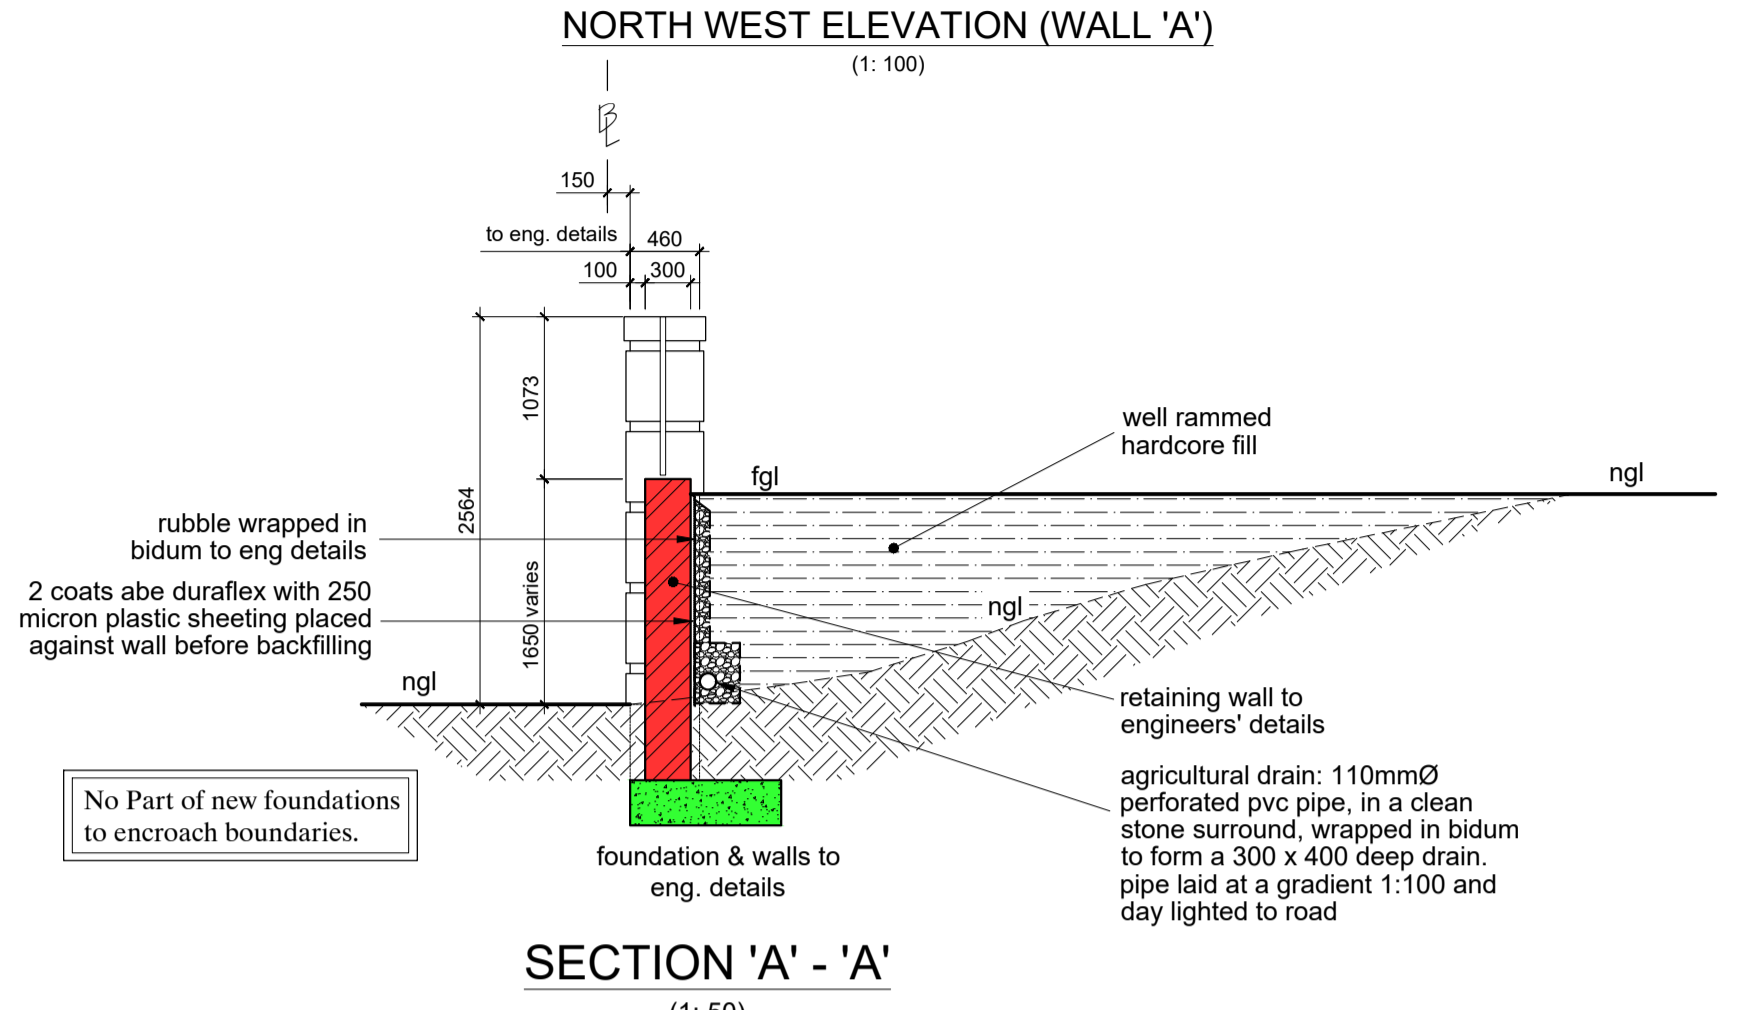 NORTH WEST ELEVATION (WALL 'A')
(1: 100)
BL
150
to eng. details
460
100
300
1073
2564
1650 varies
well rammed
hardcore fill
fgl
ngl
rubble wrapped in
bidum to eng details
2 coats abe duraflex with 250
micron plastic sheeting placed
against wall before backfilling
ngl
ngl
retaining wall to
engineers' details
agricultural drain: 110mmØ
perforated pvc pipe, in a clean
stone surround, wrapped in bidum
to form a 300 x 400 deep drain.
pipe laid at a gradient 1:100 and
day lighted to road
No Part of new foundations
to encroach boundaries.
foundation & walls to
eng. details
SECTION 'A' - 'A'
(1: 50)